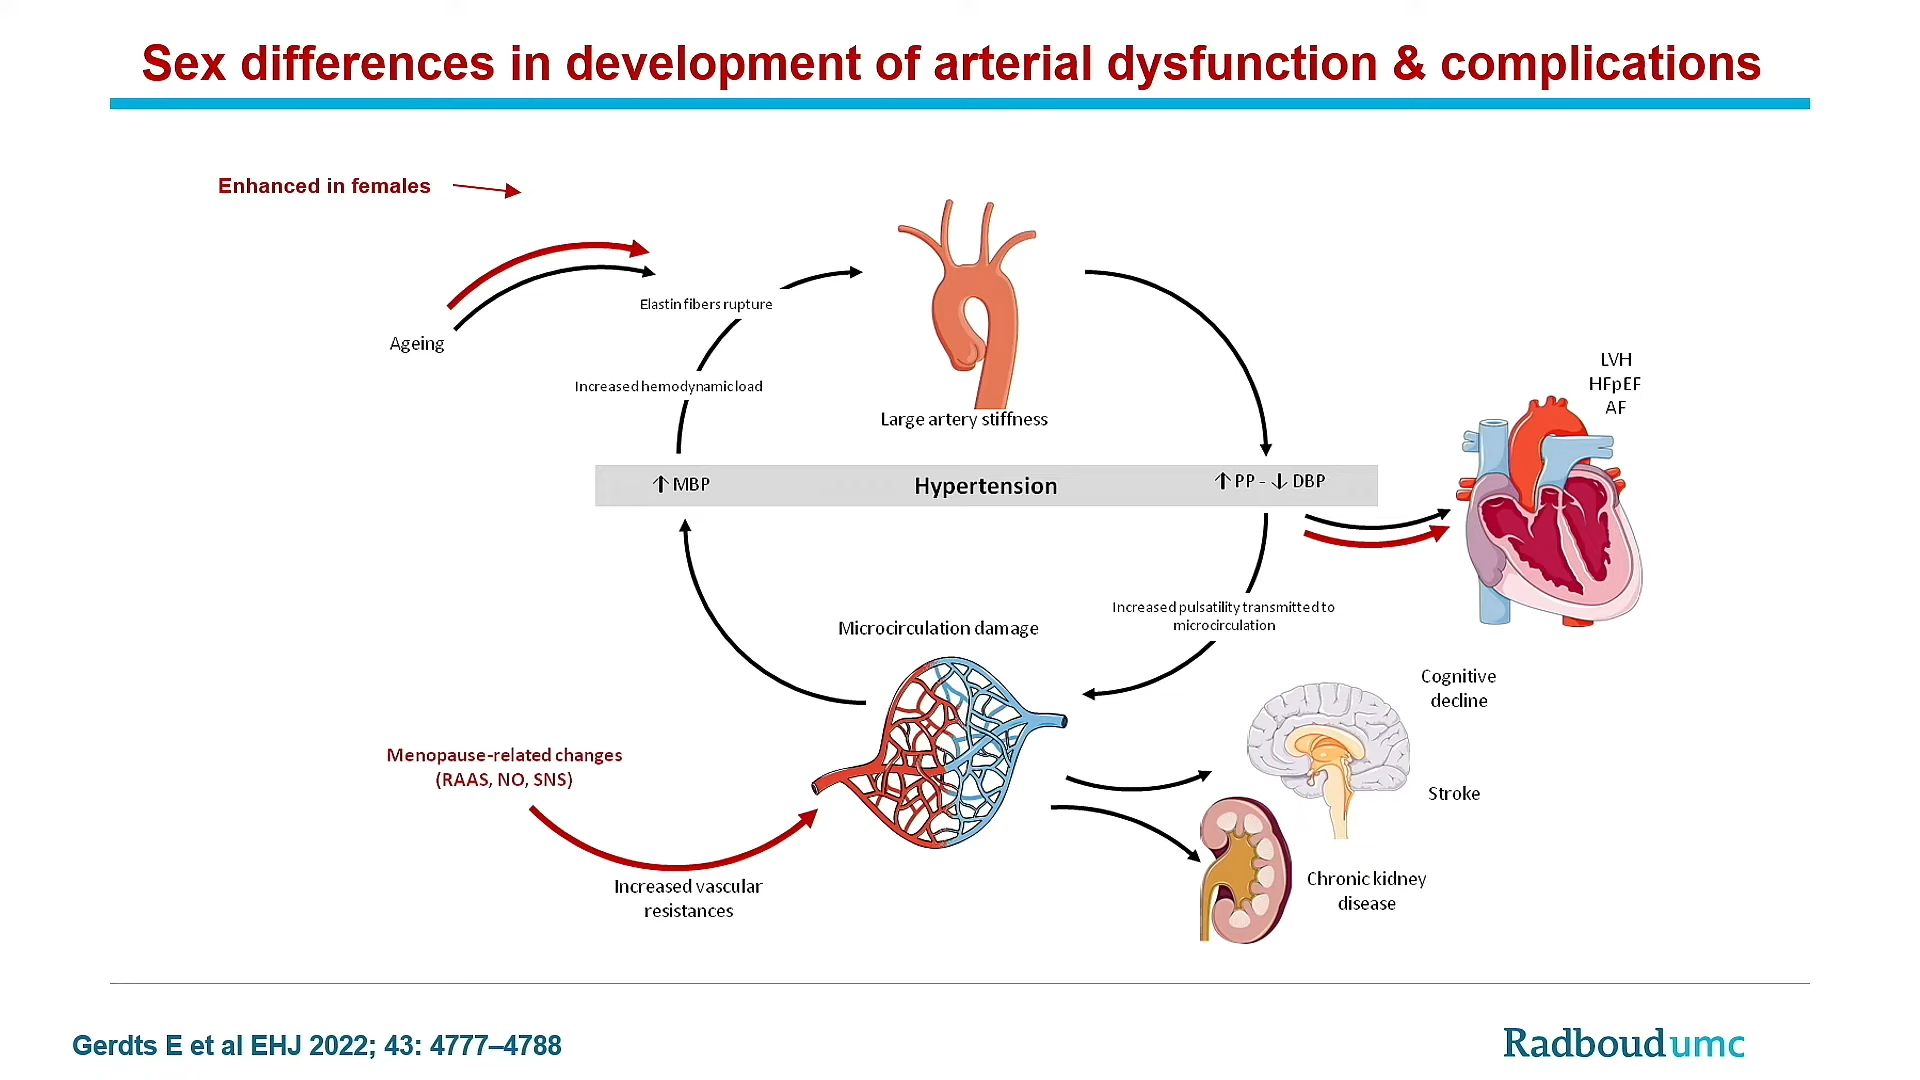 Sex differences in development of arterial dysfunction & complications
Enhanced in females
Elastin fibers rupture
Ageing
Increased hemodynamic load
Large artery stiffness
LVH
HFpEF
AF
↑ MBP
Hypertension
↑ PP - ↓ DBP
Increased pulsatility transmitted to
microcirculation
Microcirculation damage
Cognitive
decline
Menopause-related changes
(RAAS, NO, SNS)
Stroke
Increased vascular
resistances
Chronic kidney
disease
Gerdts E et al EHJ 2022; 43: 4777–4788
Radboudumc